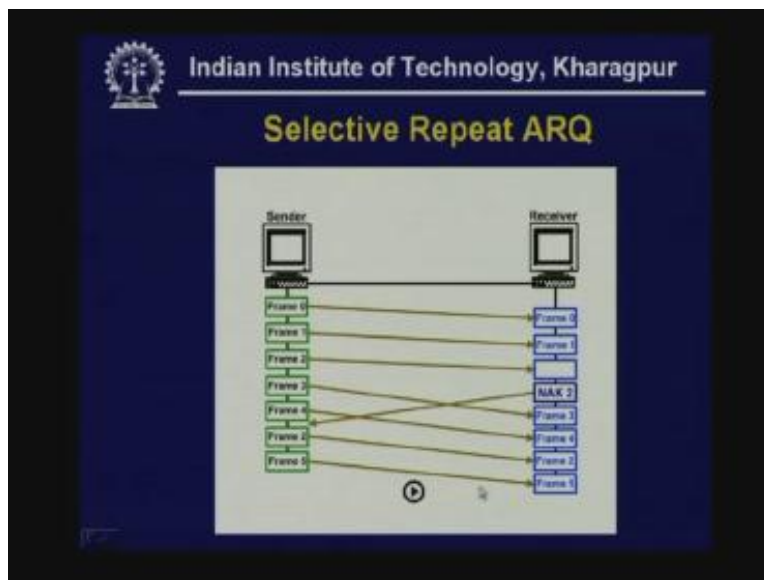 Indian Institute of Technology, Kharagpur
Selective Repeat ARQ
Sender
Receiver
Frame 0
Frame 1
Frame 2
Frame 3
Frame 4
Frame 2
Frame 5
Frame 0
Frame 1
NAK 2
Frame 3
Frame 4
Frame 2
Frame 5